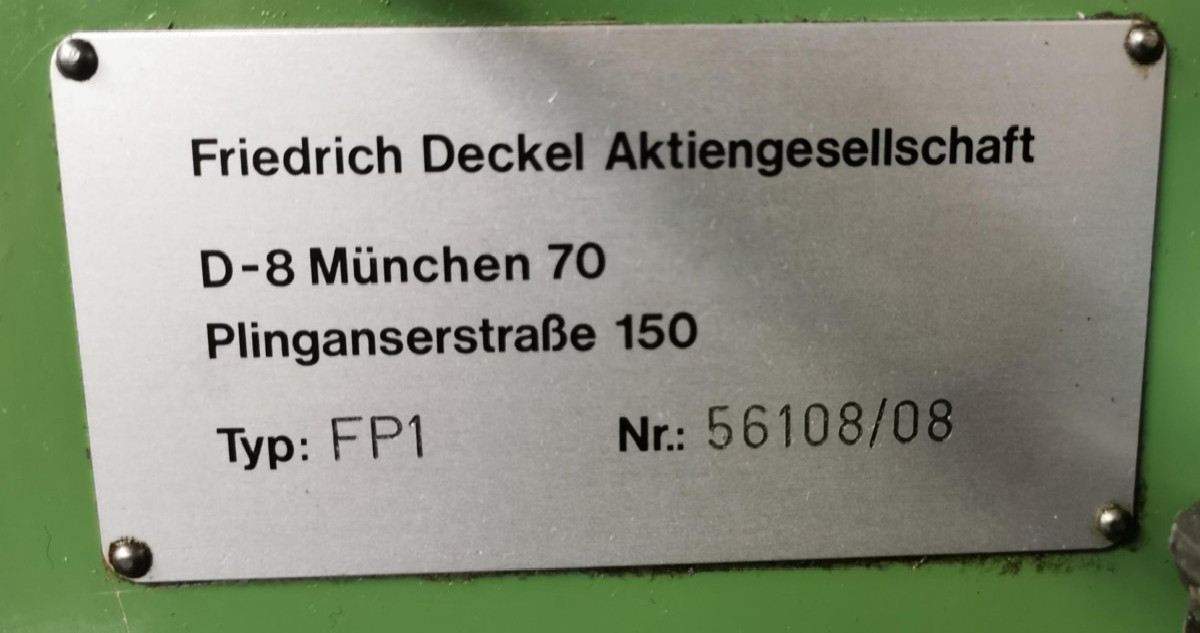 Friedrich Deckel Aktiengesellschaft
D-8 München 70
Plinganserstraße 150
Typ: FP1 Nr.: 56108/08